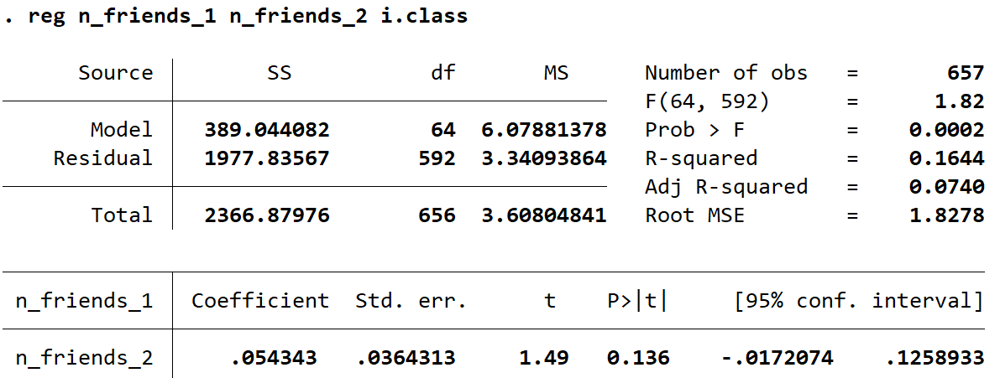 . reg n_friends_1 n_friends_2 i.class
Source SS df MS Number of obs = 657
F(64, 592) = 1.82
Model 389.044082 64 6.07881378 Prob > F = 0.0002
Residual 1977.83567 592 3.34093864 R-squared = 0.1644
Adj R-squared = 0.0740
Total 2366.87976 656 3.60804841 Root MSE = 1.8278
n_friends_1 Coefficient Std. err. t P>|t| [95% conf. interval]
n_friends_2 .054343 .0364313 1.49 0.136 -.0172074 .1258933